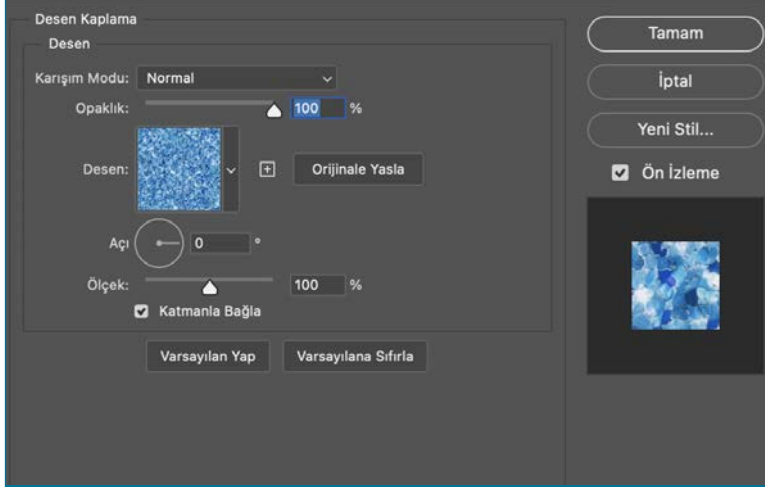 Desen Kaplama
Desen
Karışım Modu: Normal
Opaklık: 100 %
Desen: Orijinale Yasla
Açı 0 °
Ölçek: 100 %
Katmanla Bağla
Varsayılan Yap Varsayılana Sıfırla
Tamam
İptal
Yeni Stil...
Ön İzleme